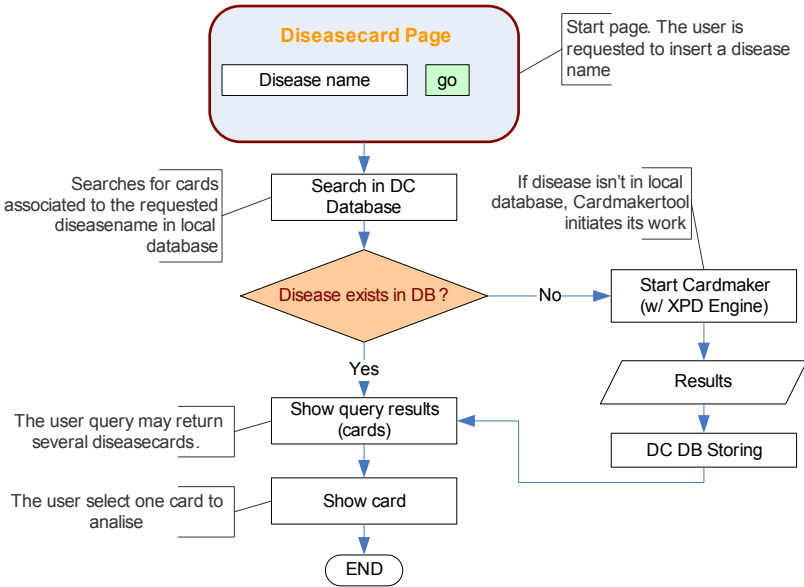 Diseasecard Page
Disease name
go
Start page. The user is
requested to insert a disease
name
Searches for cards
associated to the requested
diseasename in local
database
Search in DC
Database
If disease isn't in local
database, Cardmakertool
initiates its work
Disease exists in DB ?
No
Start Cardmaker
(w/ XPD Engine)
Yes
Results
The user query may return
several diseasecards.
Show query results
(cards)
DC DB Storing
The user select one card to
analise
Show card
END